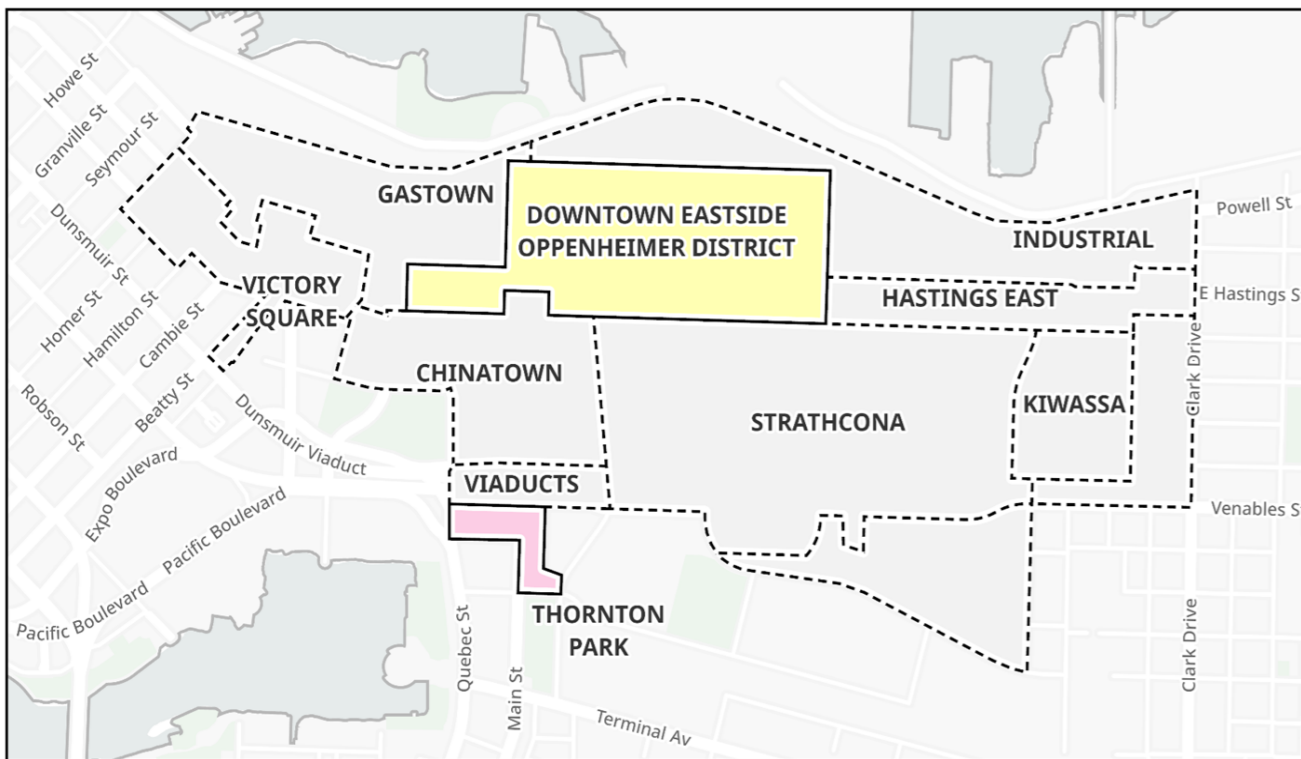 Howe St
Granville St
Seymour St
GASTOWN
DOWNTOWN EASTSIDE
OPPENHEIMER DISTRICT
Powell St
INDUSTRIAL
Dunsmuir St
VICTORY
SQUARE
HASTINGS EAST
E Hastings S
Homer St
Hamilton St
Cambie St
Beatty St
Robson St
CHINATOWN
STRATHCONA
KIWASSA
Clark Drive
Dunsmuir Viaduct
Expo Boulevard
VIADUCTS
Pacific Boulevard
Venables S
Pacific Boulevard
THORNTON
PARK
Quebec St
Main St
Clark Drive
Terminal Av